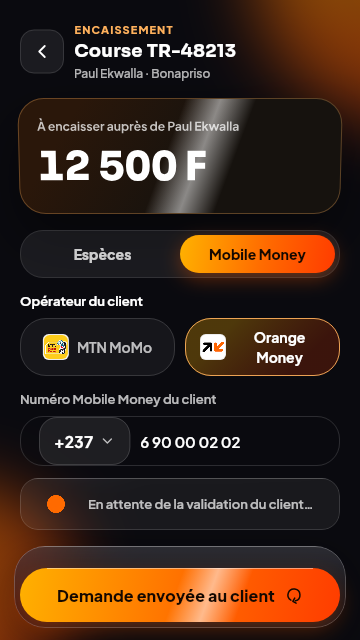 ENCAISSEMENT
Course TR-48213
Paul Ekwalla · Bonapriso
À encaisser auprès de Paul Ekwalla
12 500 F
Espèces
Mobile Money
Opérateur du client
MTN MoMo
Orange
Money
Numéro Mobile Money du client
+237
6 90 00 02 02
En attente de la validation du client…
Demande envoyée au client